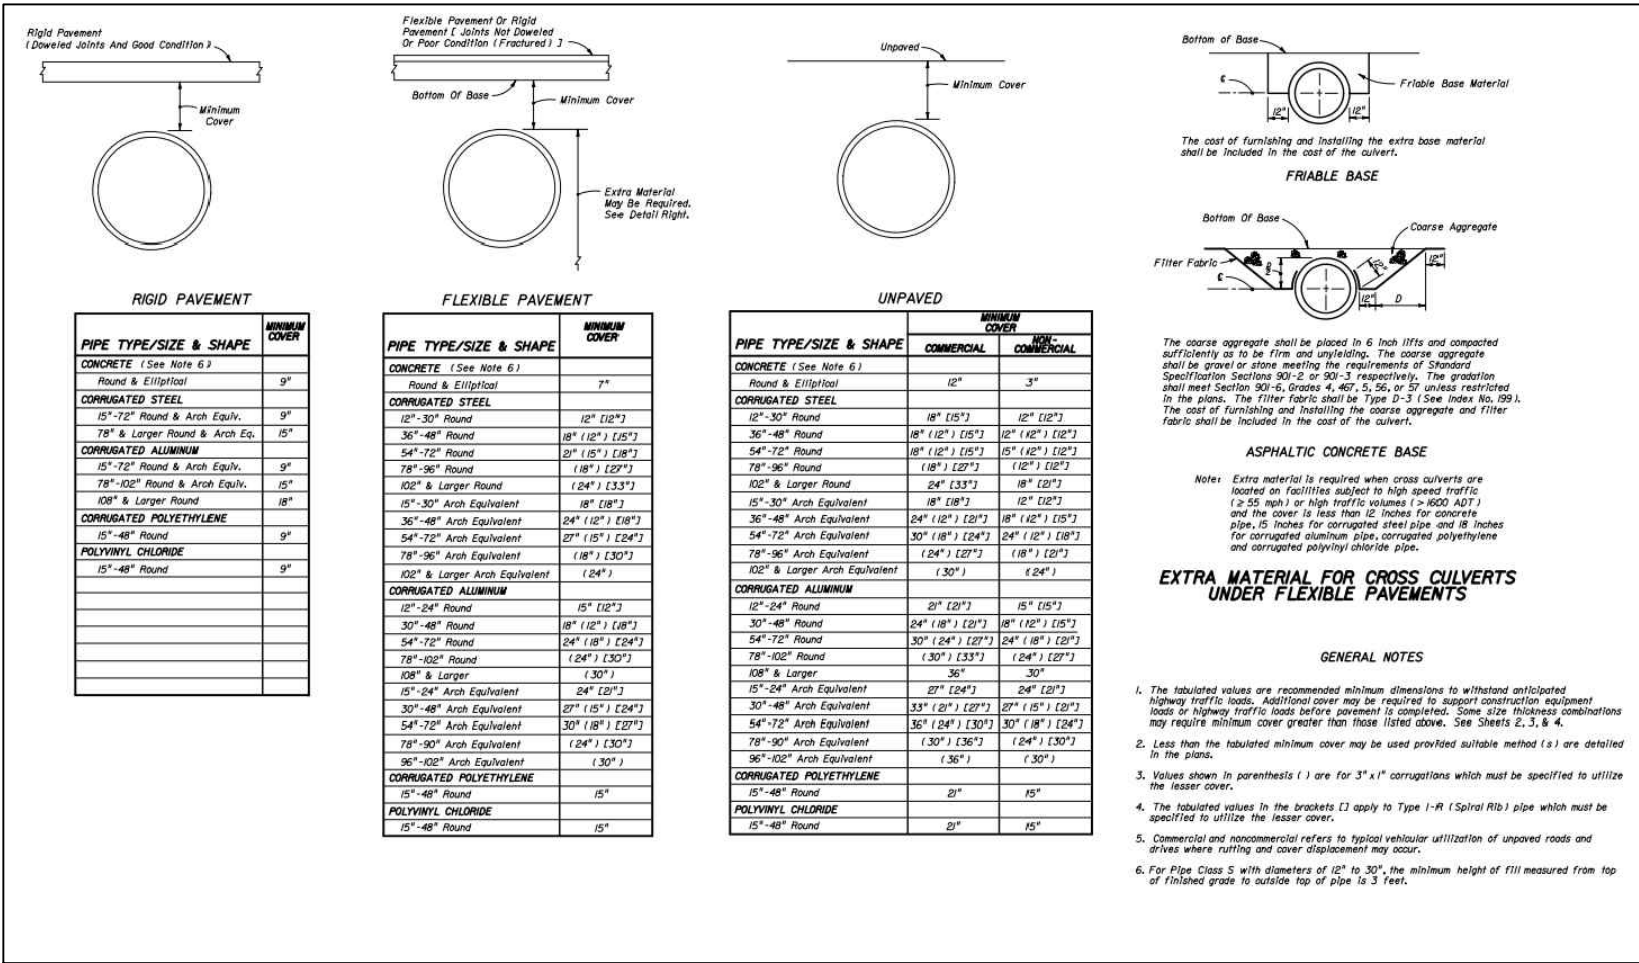 Rigid Pavement
(Doweled Joints And Good Condition)
Minimum
Cover
RIGID PAVEMENT
PIPE TYPE/SIZE & SHAPE MINIMUM COVER
CONCRETE (See Note 6)
Round & Elliptical 9"
CORRUGATED STEEL
15"-72" Round & Arch Equiv. 9"
78" & Larger Round & Arch Eq. 15"
CORRUGATED ALUMINUM
15"-72" Round & Arch Equiv. 9"
78"-102" Round & Arch Equiv. 15"
108" & Larger Round 18"
CORRUGATED POLYETHYLENE
15"-48" Round 9"
POLYVINYL CHLORIDE
15"-48" Round 9"
Flexible Pavement Or Rigid
Pavement [ Joints Not Doweled
Or Poor Condition (Fractured) ]
Bottom Of Base
Minimum Cover
Extra Material
May Be Required.
See Detail Right.
FLEXIBLE PAVEMENT
PIPE TYPE/SIZE & SHAPE MINIMUM COVER
CONCRETE (See Note 6)
Round & Elliptical 7"
CORRUGATED STEEL
12"-30" Round 12" [12"]
36"-48" Round 18" (12") [15"]
54"-72" Round 21" (15") [18"]
78"-96" Round (18") [27"]
102" & Larger Round (24") [33"]
15"-30" Arch Equivalent 18" [18"]
36"-48" Arch Equivalent 24" (12") [18"]
54"-72" Arch Equivalent 27" (15") [24"]
78"-96" Arch Equivalent (18") [30"]
102" & Larger Arch Equivalent (24")
CORRUGATED ALUMINUM
12"-24" Round 15" [12"]
30"-48" Round 18" (12") [18"]
54"-72" Round 24" (18") [24"]
78"-102" Round (24") [30"]
108" & Larger (30")
15"-24" Arch Equivalent 24" [21"]
30"-48" Arch Equivalent 27" (15") [24"]
54"-72" Arch Equivalent 30" (18") [27"]
78"-90" Arch Equivalent (24") [30"]
96"-102" Arch Equivalent (30")
CORRUGATED POLYETHYLENE
15"-48" Round 15"
POLYVINYL CHLORIDE
15"-48" Round 15"
Unpaved
Minimum Cover
UNPAVED
PIPE TYPE/SIZE & SHAPE MINIMUM COVER
COMMERCIAL NON-COMMERCIAL
CONCRETE (See Note 6)
Round & Elliptical 12" 3"
CORRUGATED STEEL
12"-30" Round 18" [15"] 12" [12"]
36"-48" Round 18" (12") [15"] 12" (12") [12"]
54"-72" Round 18" (12") [15"] 15" (12") [12"]
78"-96" Round (18") [27"] (12") [12"]
102" & Larger Round 24" [33"] 18" [21"]
15"-30" Arch Equivalent 18" [18"] 12" [12"]
36"-48" Arch Equivalent 24" (12") [21"] 18" (12") [15"]
54"-72" Arch Equivalent 30" (18") [24"] 24" (12") [18"]
78"-96" Arch Equivalent (24") [27"] (18") [21"]
102" & Larger Arch Equivalent (30") (24")
CORRUGATED ALUMINUM
12"-24" Round 21" [21"] 15" [15"]
30"-48" Round 24" (18") [21"] 18" (12") [15"]
54"-72" Round 30" (24") [27"] 24" (18") [21"]
78"-102" Round (30") [33"] (24") [27"]
108" & Larger 36" 30"
15"-24" Arch Equivalent 27" [24"] 24" [21"]
30"-48" Arch Equivalent 33" (21") [27"] 27" (15") [21"]
54"-72" Arch Equivalent 36" (24") [30"] 30" (18") [24"]
78"-90" Arch Equivalent (30") [36"] (24") [30"]
96"-102" Arch Equivalent (36") (30")
CORRUGATED POLYETHYLENE
15"-48" Round 21" 15"
POLYVINYL CHLORIDE
15"-48" Round 21" 15"
Bottom of Base
Friable Base Material
12" 12"
The cost of furnishing and installing the extra base material
shall be included in the cost of the culvert.
FRIABLE BASE
Bottom Of Base
Coarse Aggregate
Filter Fabric
12"
12"
12" D
The coarse aggregate shall be placed in 6 inch lifts and compacted
sufficiently as to be firm and unyielding. The coarse aggregate
shall be gravel or stone meeting the requirements of Standard
Specification Sections 901-2 or 901-3 respectively. The gradation
shall meet Section 901-6, Grades 4, 467, 5, 56, or 57 unless restricted
in the plans. The filter fabric shall be Type D-3 (See Index No. 199).
The cost of furnishing and installing the coarse aggregate and filter
fabric shall be included in the cost of the culvert.
ASPHALTIC CONCRETE BASE
Note: Extra material is required when cross culverts are
located on facilities subject to high speed traffic
(≥ 55 mph) or high traffic volumes (> 1600 ADT)
and the cover is less than 12 inches for concrete
pipe, 15 inches for corrugated steel pipe and 18 inches
for corrugated aluminum pipe, corrugated polyethylene
and corrugated polyvinyl chloride pipe.
EXTRA MATERIAL FOR CROSS CULVERTS
UNDER FLEXIBLE PAVEMENTS
GENERAL NOTES
1. The tabulated values are recommended minimum dimensions to withstand anticipated
highway traffic loads. Additional cover may be required to support construction equipment
loads or highway traffic loads before pavement is completed. Some size thickness combinations
may require minimum cover greater than those listed above. See Sheets 2, 3, & 4.
2. Less than the tabulated minimum cover may be used provided suitable method(s) are detailed
in the plans.
3. Values shown in parenthesis ( ) are for 3" x 1" corrugations which must be specified to utilize
the lesser cover.
4. The tabulated values in the brackets [] apply to Type I-R (Spiral Rib) pipe which must be
specified to utilize the lesser cover.
5. Commercial and noncommercial refers to typical vehicular utilization of unpaved roads and
drives where rutting and cover displacement may occur.
6. For Pipe Class S with diameters of 12" to 30", the minimum height of fill measured from top
of finished grade to outside top of pipe is 3 feet.